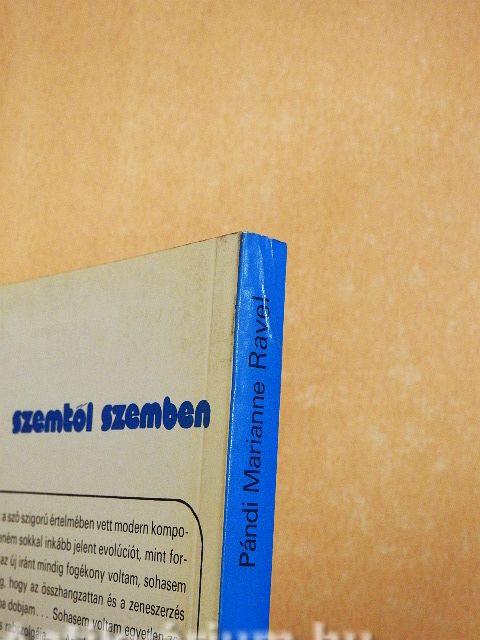 szemtől szemben
Pándi Marianne Ravel
a szó szigorú értelmében vett modern kompo-
sokkal inkább jelent evolúciót, mint for-
az új iránt mindig fogékony voltam, sohasem
hogy az összhangzattan és a zeneszerzés
dobjam... Sohasem voltam egyetlen